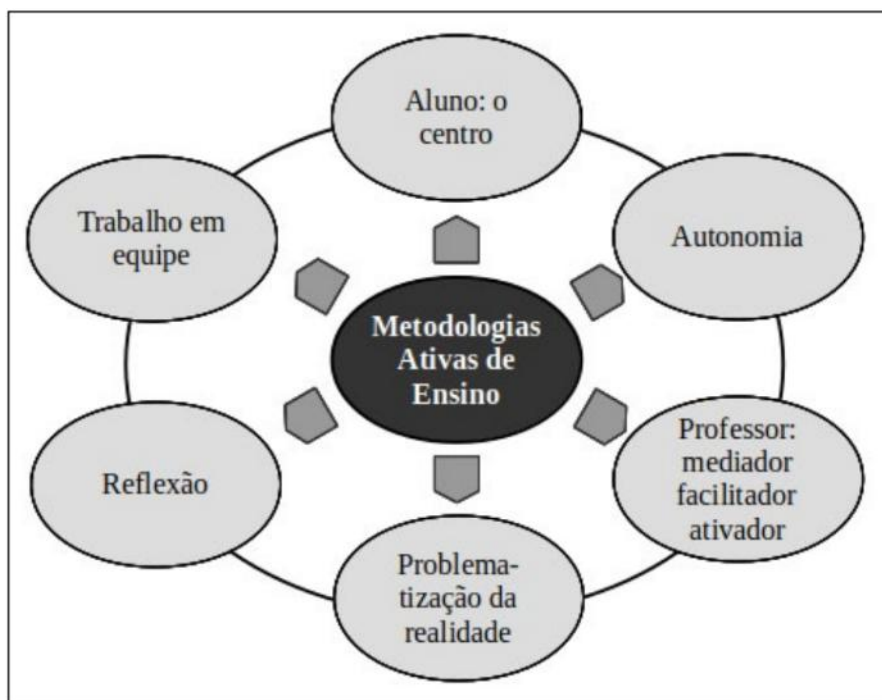 Aluno: o
centro
Trabalho em
equipe
Autonomia
Metodologias
Ativas de
Ensino
Reflexão
Professor:
mediador
facilitador
ativador
Problema-
tização da
realidade